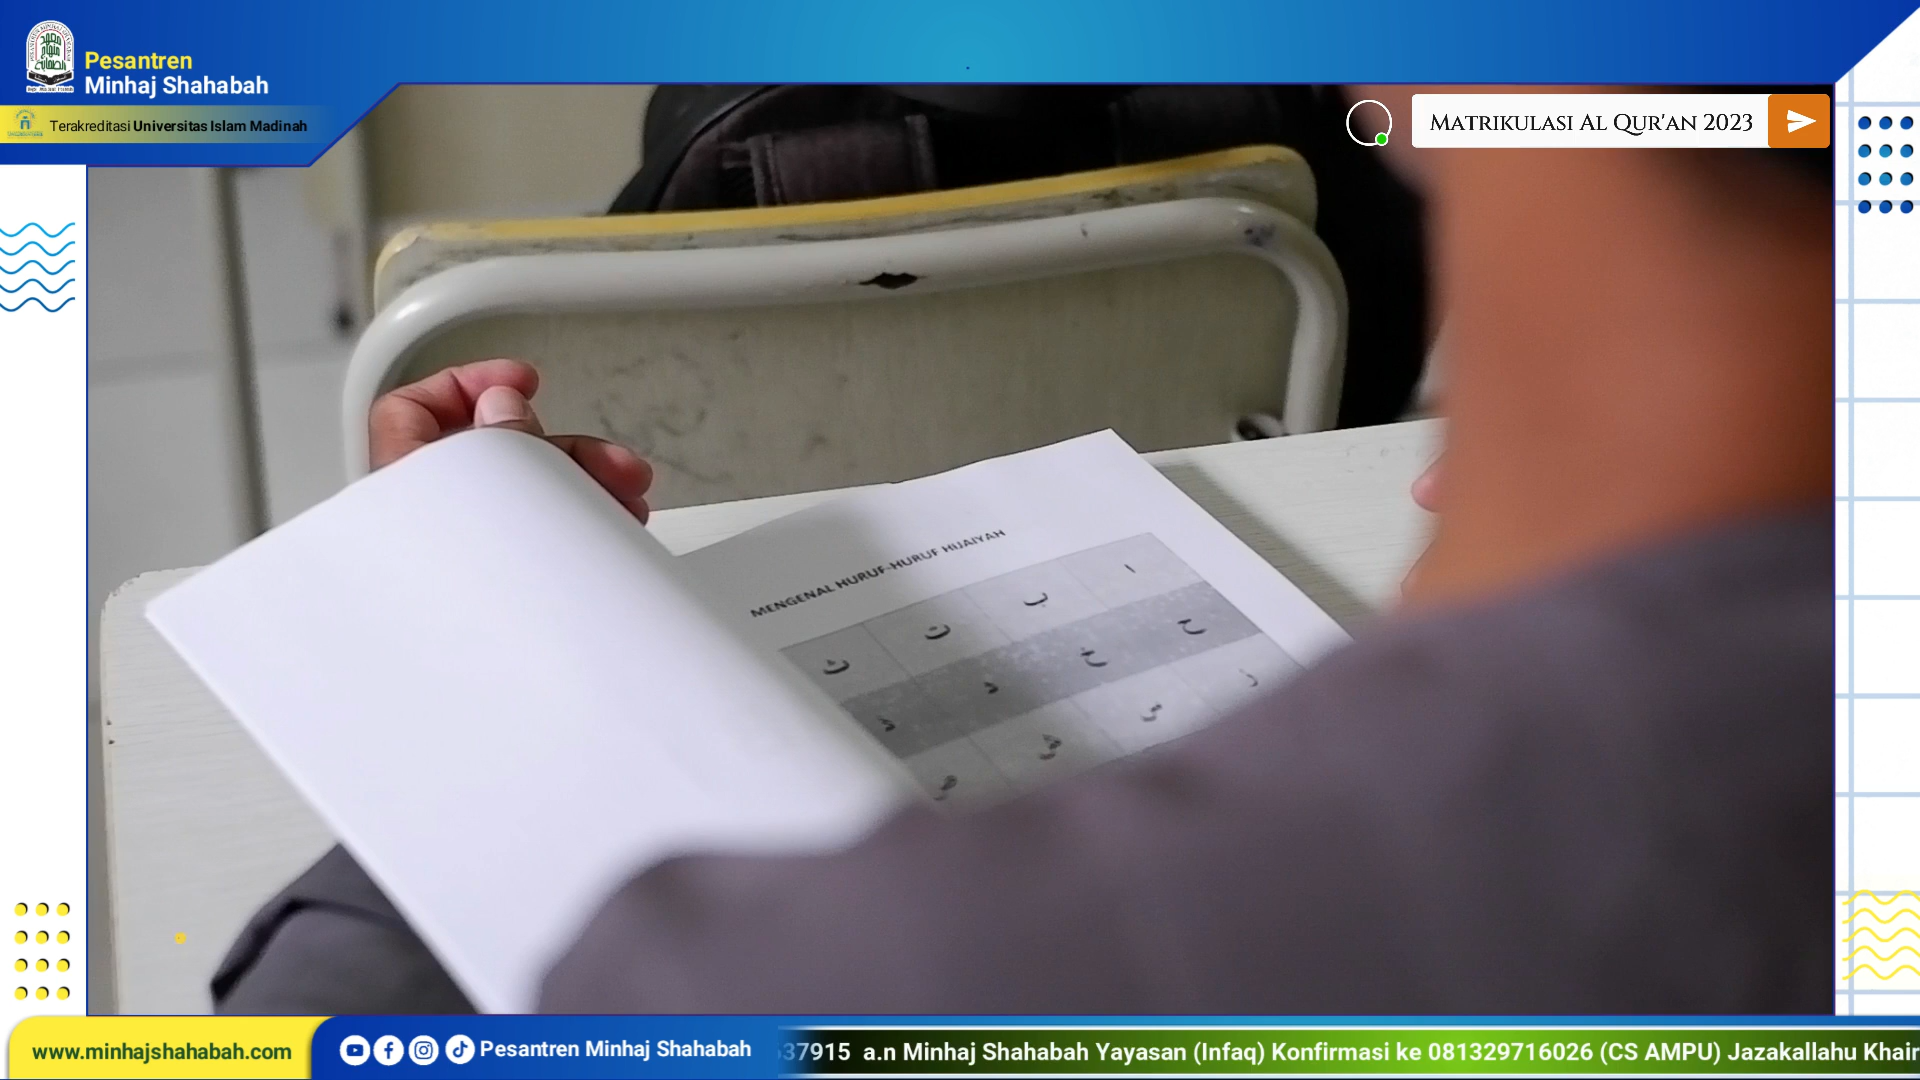 Pesantren
Minhaj Shahabah
Terakreditasi Universitas Islam Madinah
Matrikulasi Al Qur'an 2023
MENGENAL HURUF-HURUF HIJAIYAH
ا ب ت ث
ح خ د
ر س ش ص
www.minhajshahabah.com
Pesantren Minhaj Shahabah
37915 a.n Minhaj Shahabah Yayasan (Infaq) Konfirmasi ke 081329716026 (CS AMPU) Jazakallahu Khair